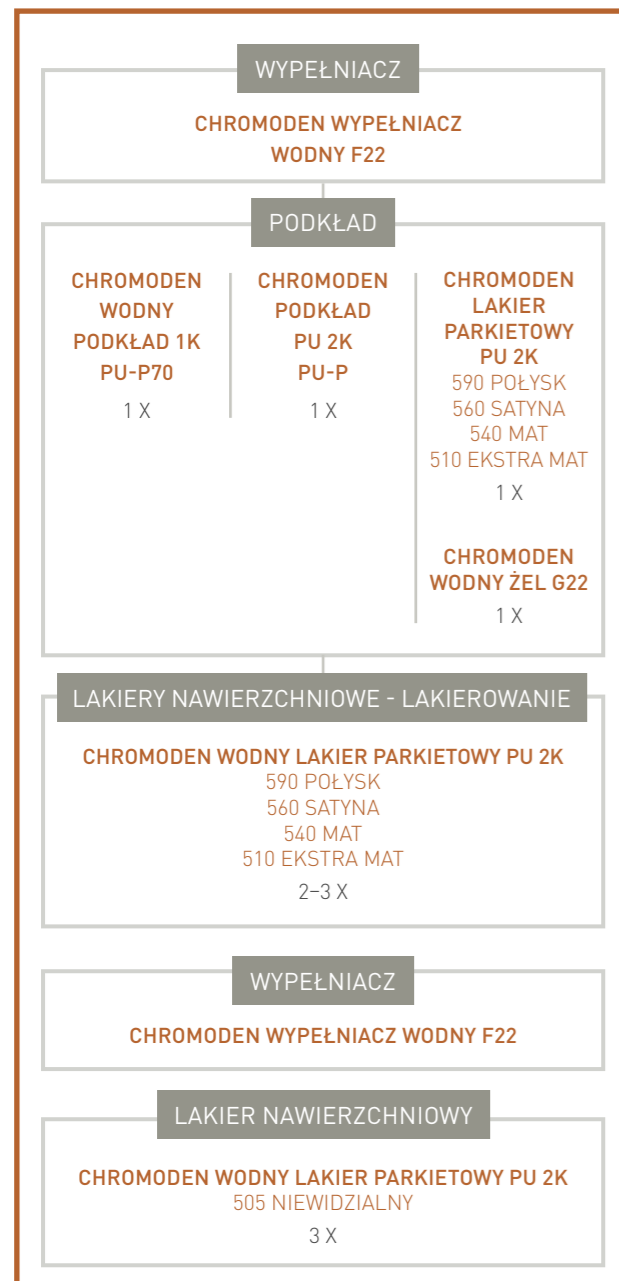 WYPEŁNIACZ
CHROMODEN WYPEŁNIACZ
WODNY F22
PODKŁAD
CHROMODEN
WODNY
PODKŁAD 1K
PU-P70
1 X
CHROMODEN
PODKŁAD
PU 2K
PU-P
1 X
CHROMODEN
LAKIER
PARKIETOWY
PU 2K
590 POŁYSK
560 SATYNA
540 MAT
510 EKSTRA MAT
1 X
CHROMODEN
WODNY ŻEL G22
1 X
LAKIERY NAWIERZCHNIOWE - LAKIEROWANIE
CHROMODEN WODNY LAKIER PARKIETOWY PU 2K
590 POŁYSK
560 SATYNA
540 MAT
510 EKSTRA MAT
2–3 X
WYPEŁNIACZ
CHROMODEN WYPEŁNIACZ WODNY F22
LAKIER NAWIERZCHNIOWY
CHROMODEN WODNY LAKIER PARKIETOWY PU 2K
505 NIEWIDZIALNY
3 X